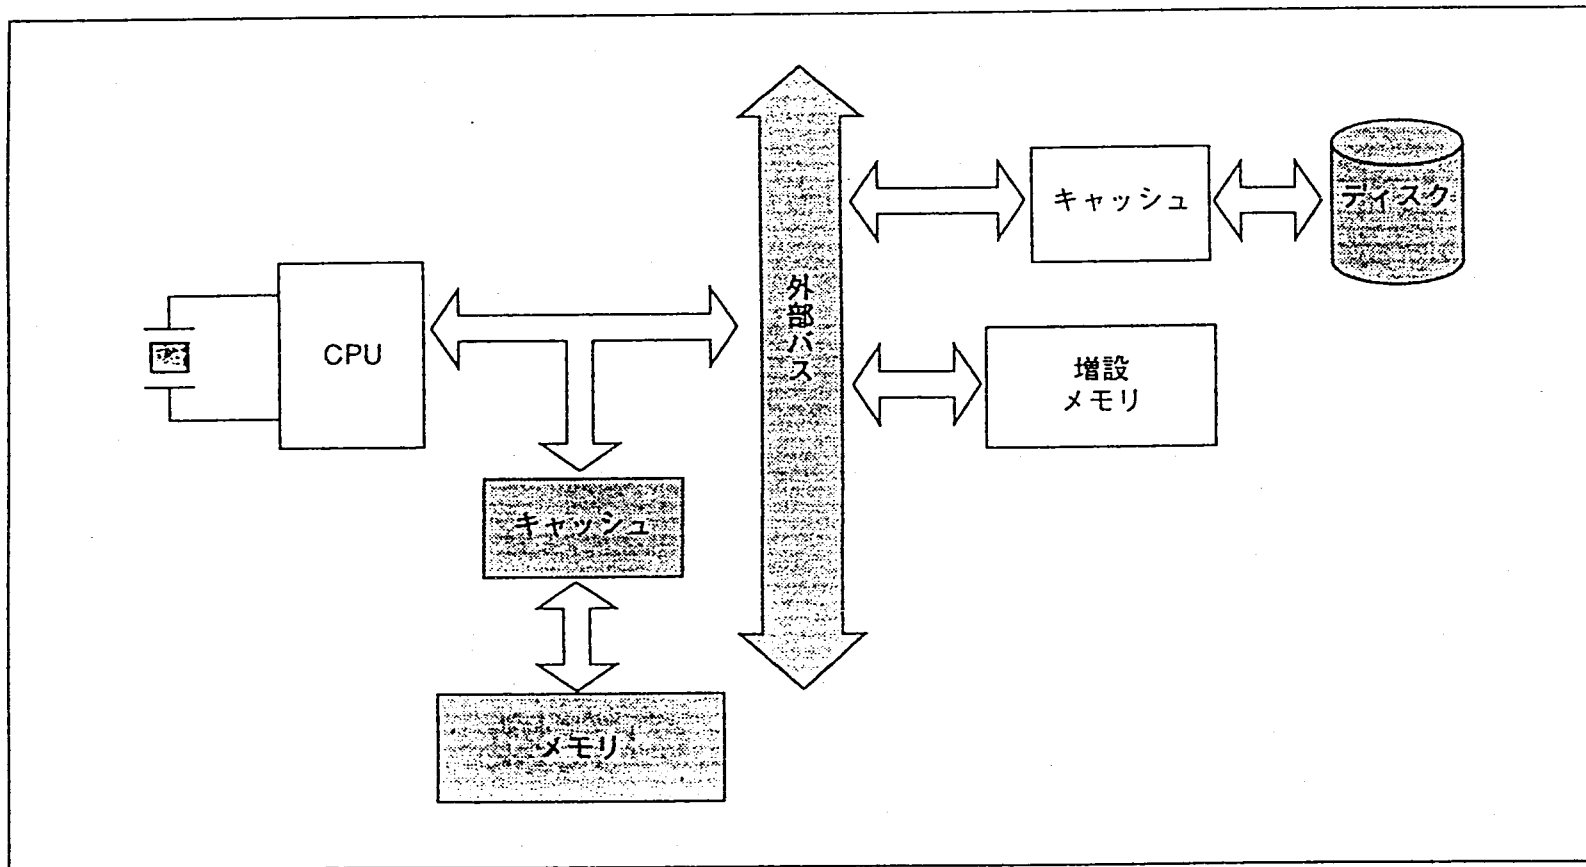 キャッシュ
ディスク
外部バス
CPU
増設
メモリ
キャッシュ
メモリ